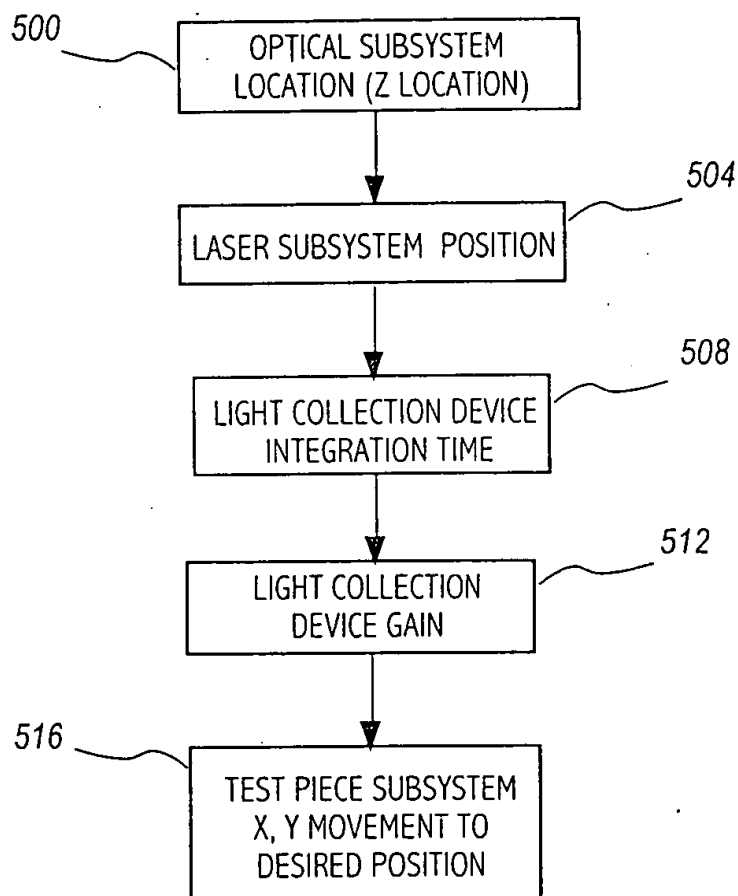 500
OPTICAL SUBSYSTEM
LOCATION (Z LOCATION)
504
LASER SUBSYSTEM POSITION
508
LIGHT COLLECTION DEVICE
INTEGRATION TIME
512
LIGHT COLLECTION
DEVICE GAIN
516
TEST PIECE SUBSYSTEM
X, Y MOVEMENT TO
DESIRED POSITION